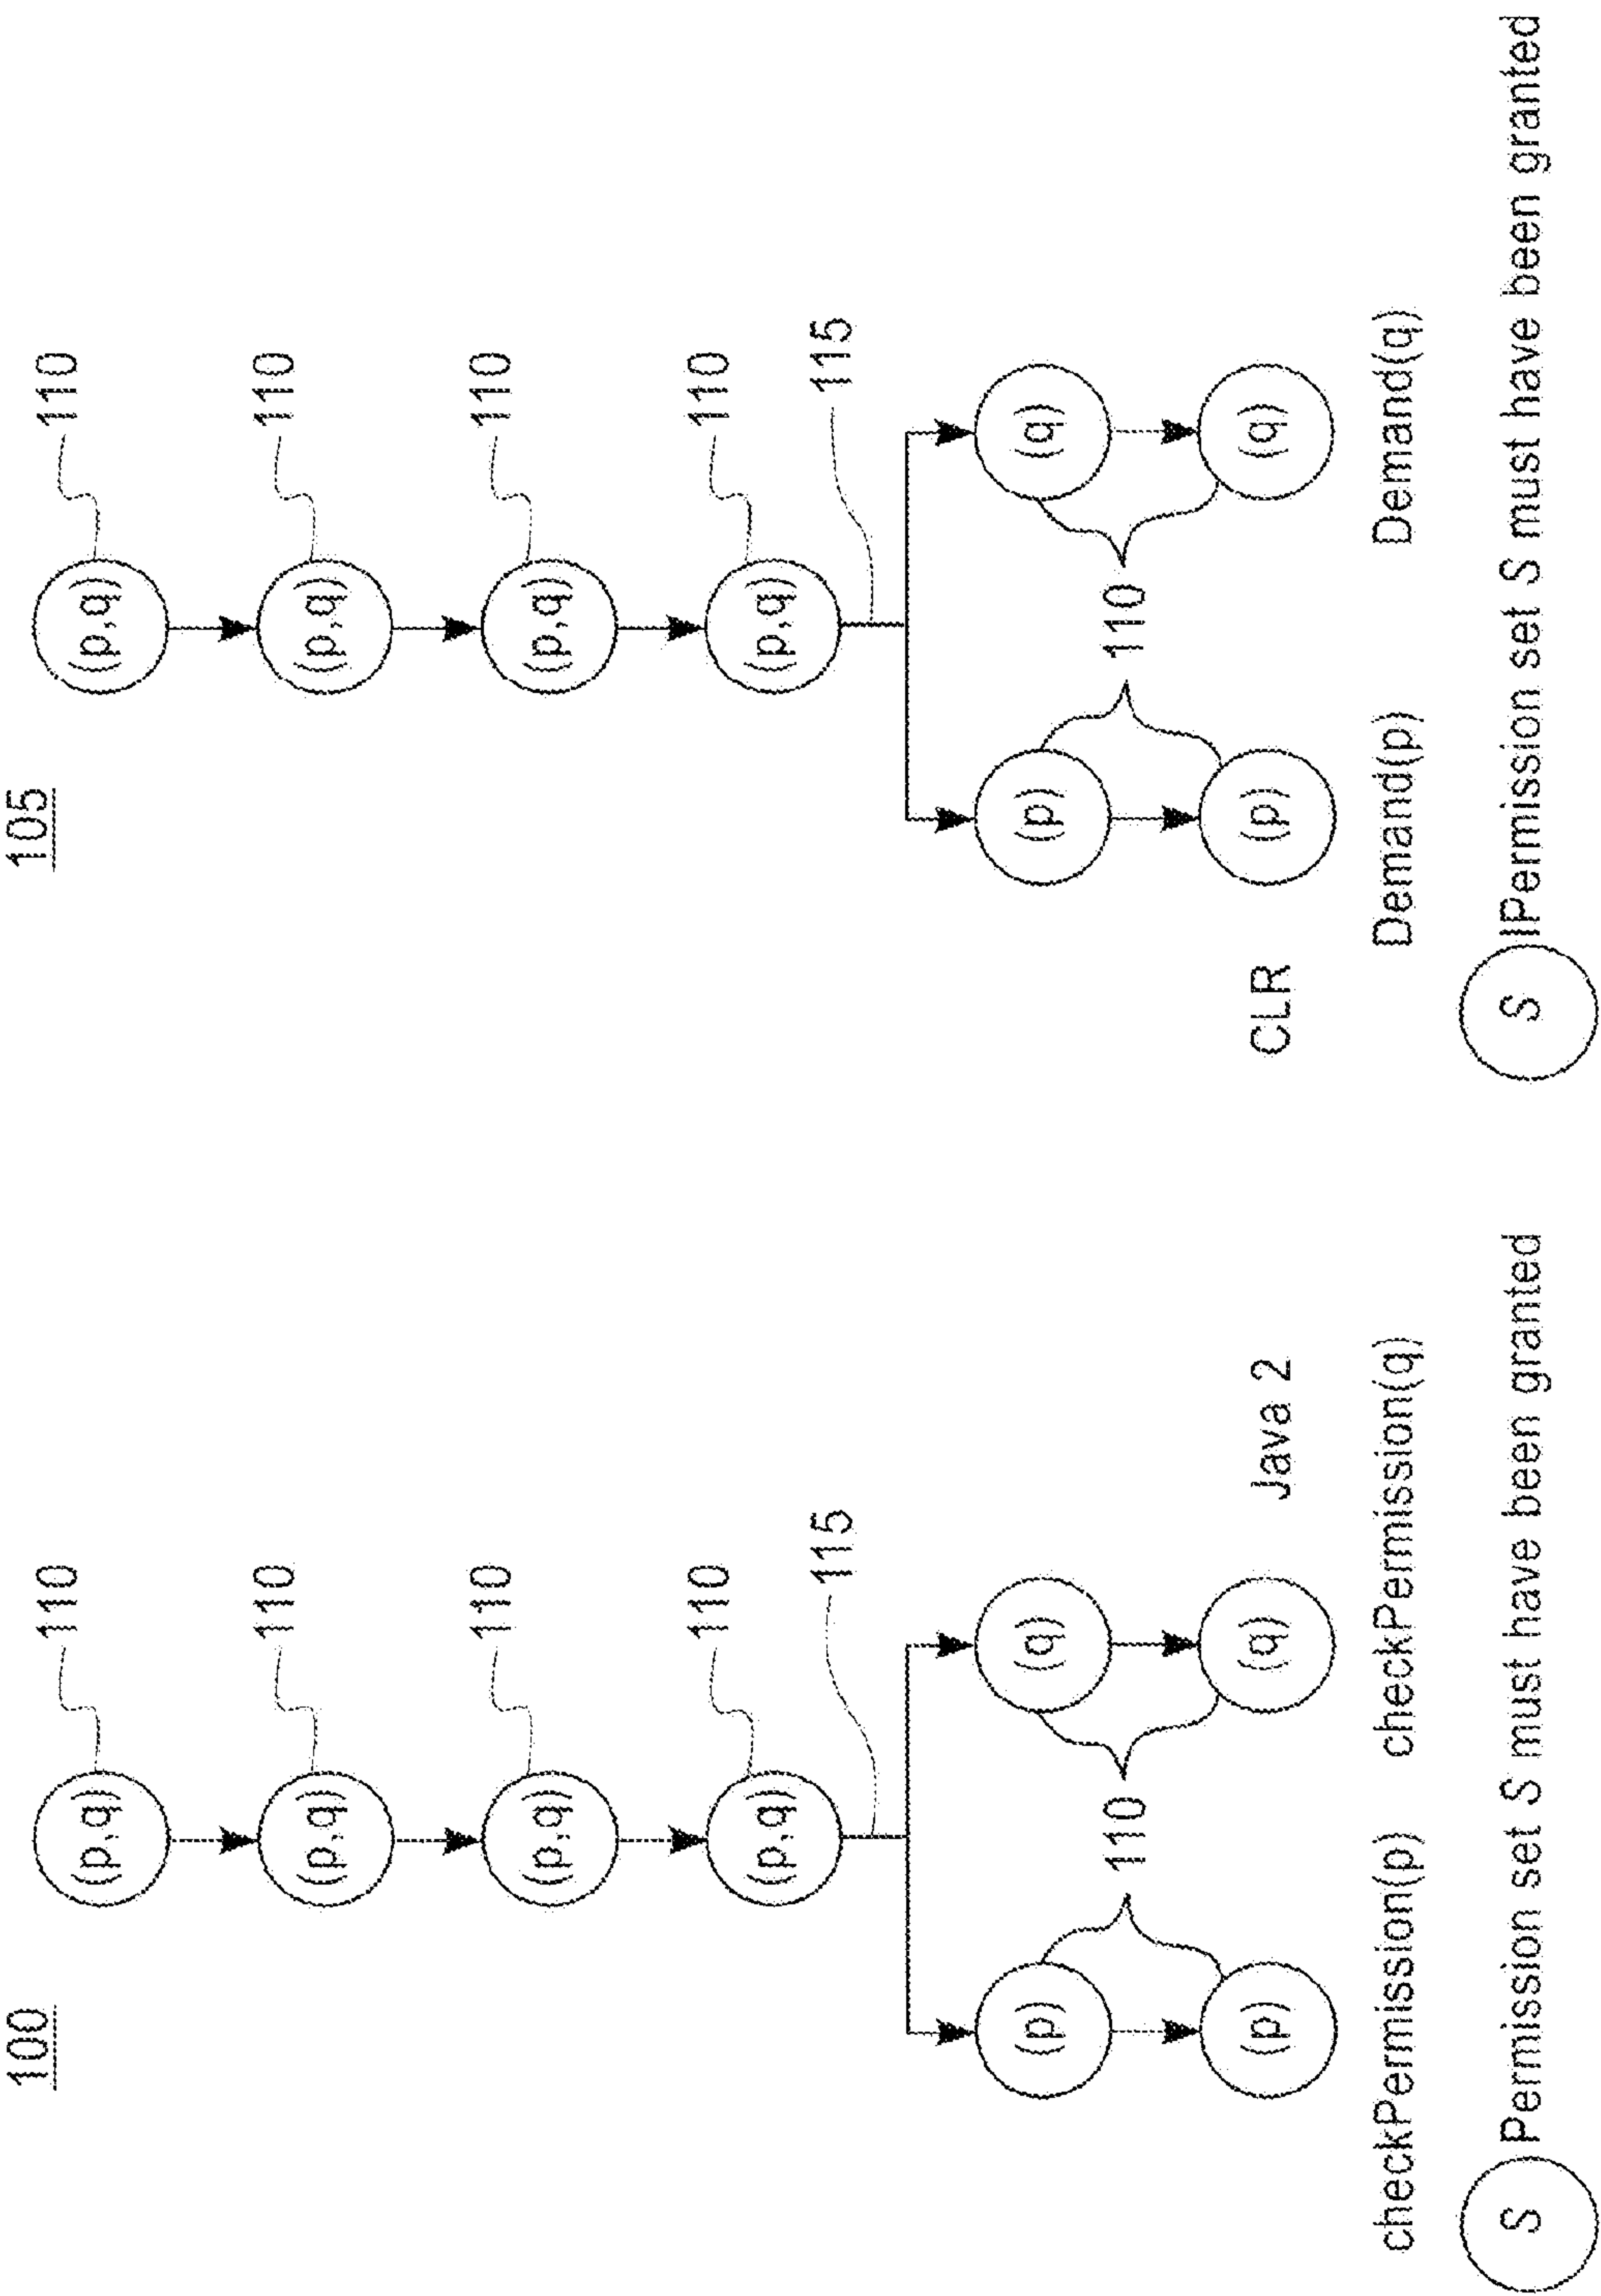 100
(p,q) 110
(p,q) 110
(p,q) 110
(p,q) 110
115
(p) (q)
110
(p) (q) Java 2
checkPermission(p) checkPermission(q)
S Permission set S must have been granted
105
(p,q) 110
(p,q) 110
(p,q) 110
(p,q) 110
115
(p) (q)
110
CLR (p) (q)
Demand(p) Demand(q)
S Permission set S must have been granted